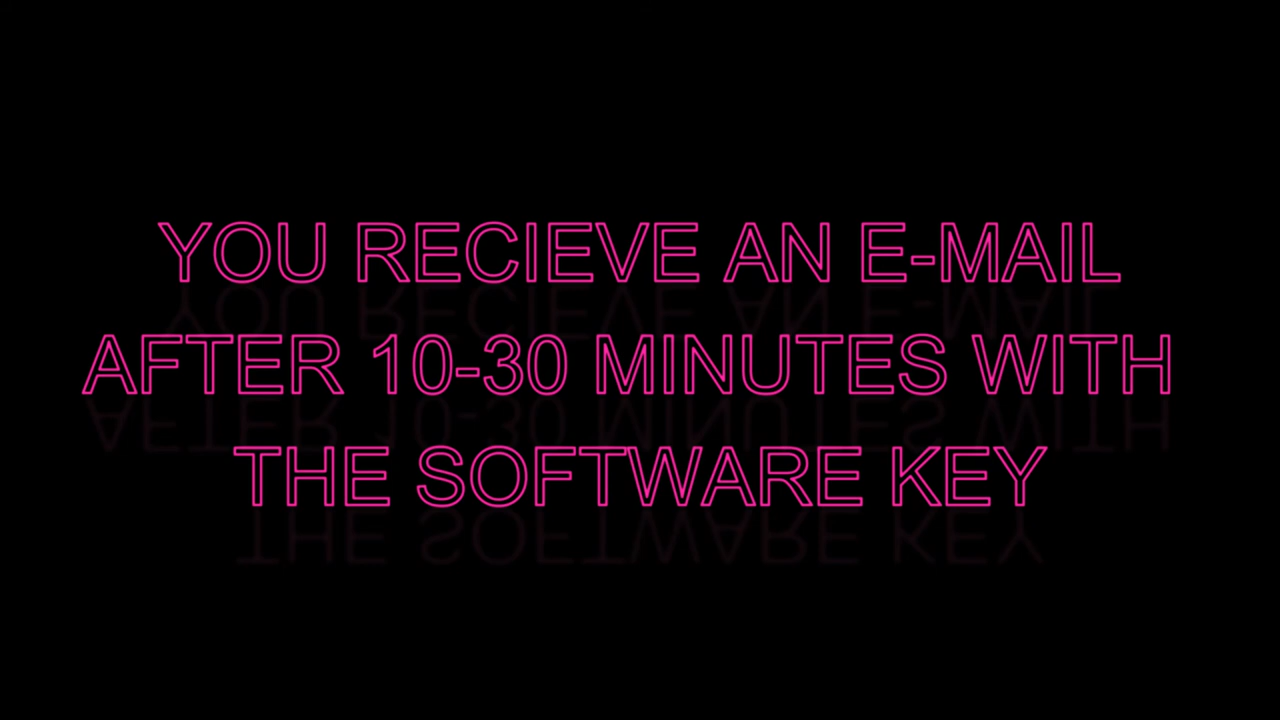 YOU RECIEVE AN E-MAIL
AFTER 10-30 MINUTES WITH
THE SOFTWARE KEY